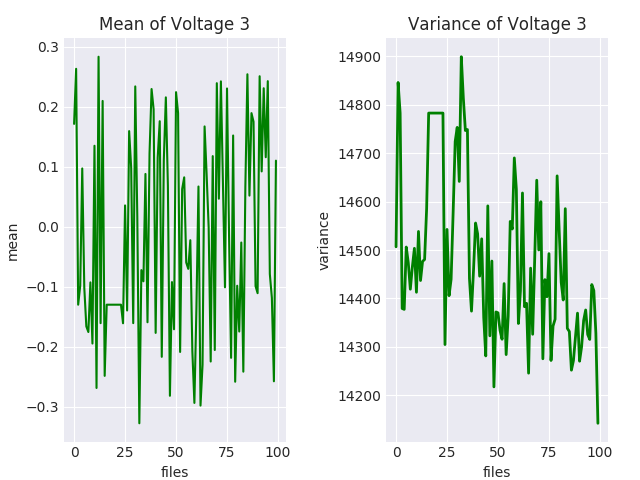 Mean of Voltage 3
0.3
0.2
0.1
0.0
−0.1
−0.2
−0.3
mean
0 25 50 75 100
files
Variance of Voltage 3
14900
14800
14700
14600
14500
14400
14300
14200
variance
0 25 50 75 100
files